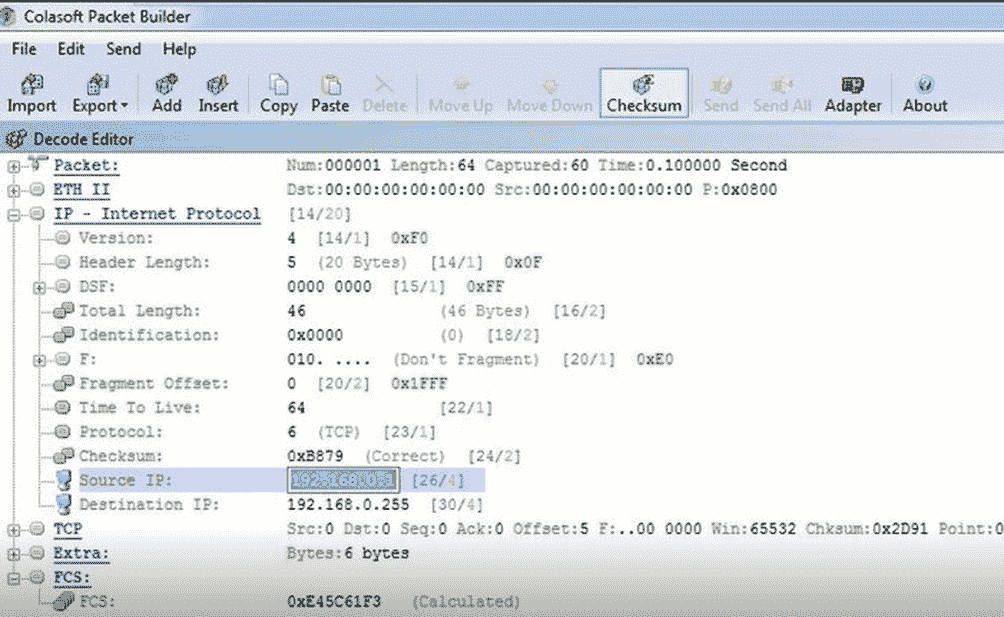 Colasoft Packet Builder
File Edit Send Help
Import Export Add Insert Copy Paste Delete Move Up Move Down Checksum Send Send All Adapter About
Decode Editor
Packet: Num:000001 Length:64 Captured:60 Time:0.100000 Second
ETH II Dst:00:00:00:00:00:00 Src:00:00:00:00:00:00 P:0x0800
IP - Internet Protocol [14/20]
Version: 4 [14/1] 0xF0
Header Length: 5 (20 Bytes) [14/1] 0x0F
DSF: 0000 0000 [15/1] 0xFF
Total Length: 46 (46 Bytes) [16/2]
Identification: 0x0000 (0) [18/2]
F: 010. .... (Don't Fragment) [20/1] 0xE0
Fragment Offset: 0 [20/2] 0x1FFF
Time To Live: 64 [22/1]
Protocol: 6 (TCP) [23/1]
Checksum: 0xB879 (Correct) [24/2]
Source IP: [26/4]
Destination IP: 192.168.0.255 [30/4]
TCP Src:0 Dst:0 Seq:0 Ack:0 Offset:5 F:..00 0000 Win:65532 Chksum:0x2D91 Point:0
Extra: Bytes:6 bytes
FCS:
FCS: 0xE45C61F3 (Calculated)